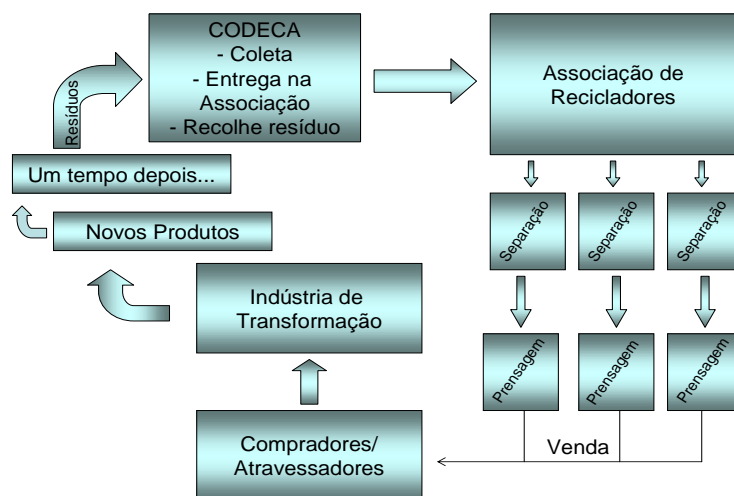 CODECA
- Coleta
- Entrega na
Associação
- Recolhe resíduo
Associação de
Recicladores
Resíduos
Um tempo depois...
Novos Produtos
Separação
Separação
Separação
Indústria de
Transformação
Prensagem
Prensagem
Prensagem
Compradores/
Atravessadores
Venda